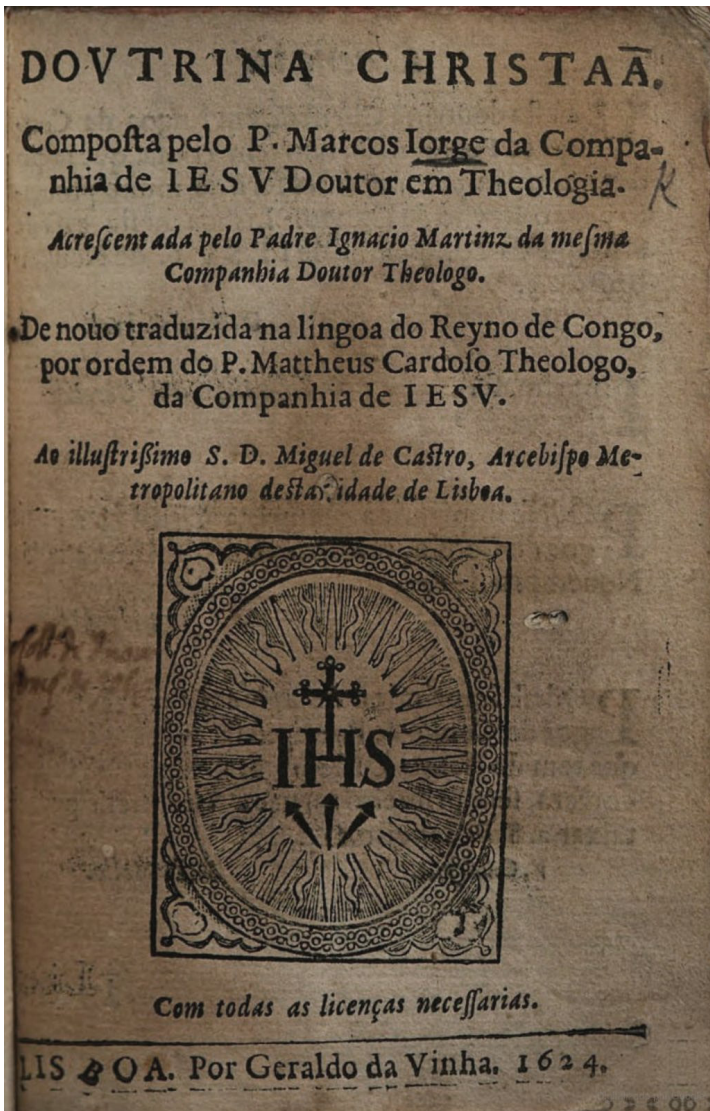 DOVTRINA CHRISTAÃ.
Compoſta pelo P. Marcos Iorge da Compa-
nhia de IESV Doutor em Theologia.
Acreſcentada pelo Padre Ignacio Martinz da meſma
Companhia Doutor Theologo.
De nouo traduzida na lingoa do Reyno de Congo,
por ordem do P. Mattheus Cardoſo Theologo,
da Companhia de IESV.
Ao illuſtrißimo S. D. Miguel de Caſtro, Arcebiſpo Me-
tropolitano deſta Cidade de Lisboa.
IHS
Com todas as licenças neceſſarias.
LISBOA. Por Geraldo da Vinha. 1624.